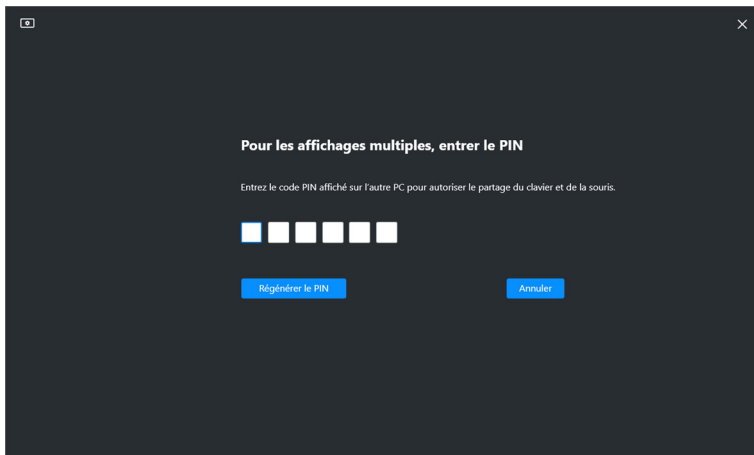 Pour les affichages multiples, entrer le PIN
Entrez le code PIN affiché sur l'autre PC pour autoriser le partage du clavier et de la souris.
Régénérer le PIN
Annuler